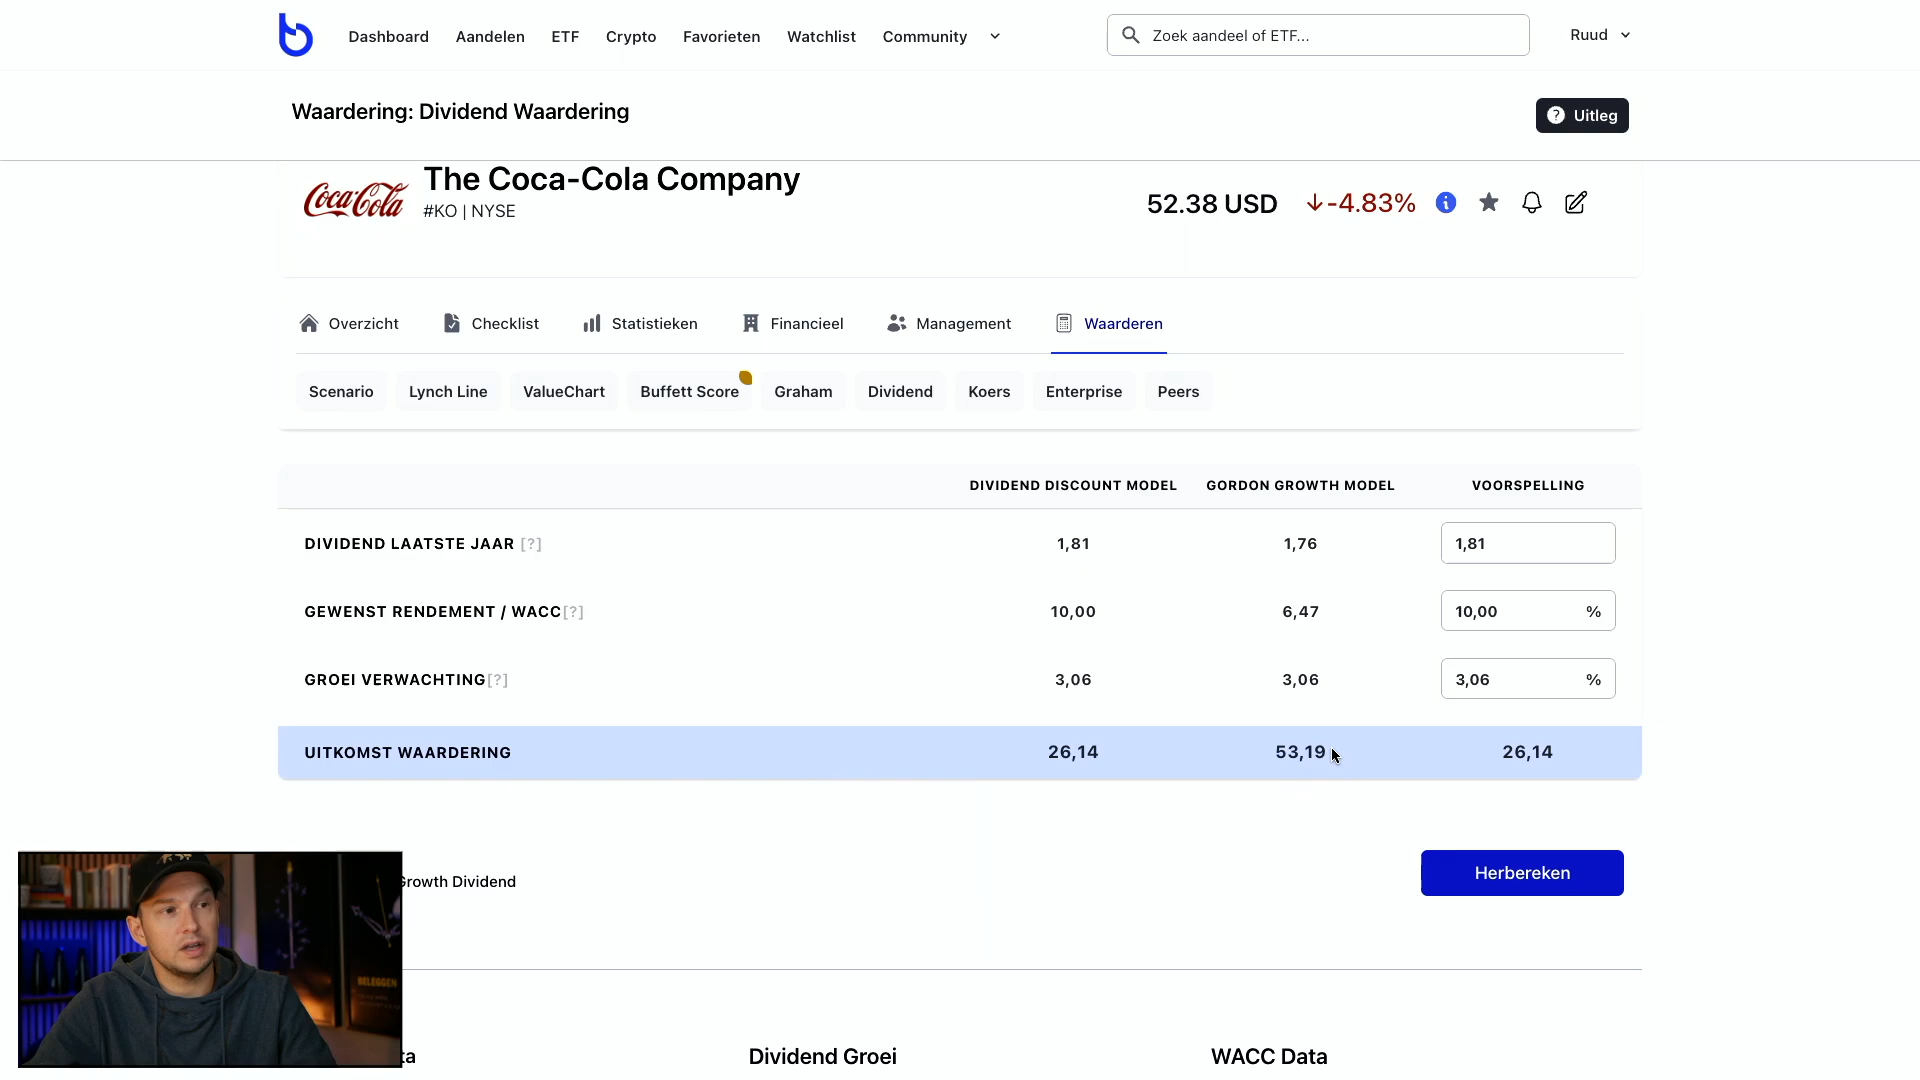 Dashboard Aandelen ETF Crypto Favorieten Watchlist Community Zoek aandeel of ETF... Ruud
Waardering: Dividend Waardering
Uitleg
Coca-Cola
The Coca-Cola Company
#KO | NYSE
52.38 USD -4.83%
Overzicht Checklist Statistieken Financieel Management Waarderen
Scenario Lynch Line ValueChart Buffett Score Graham Dividend Koers Enterprise Peers
DIVIDEND DISCOUNT MODEL GORDON GROWTH MODEL VOORSPELLING
DIVIDEND LAATSTE JAAR [?] 1,81 1,76 1,81
GEWENST RENDEMENT / WACC[?] 10,00 6,47 10,00 %
GROEI VERWACHTING[?] 3,06 3,06 3,06 %
UITKOMST WAARDERING 26,14 53,19 26,14
Growth Dividend
Herbereken
BELEGGEN
ta Dividend Groei WACC Data